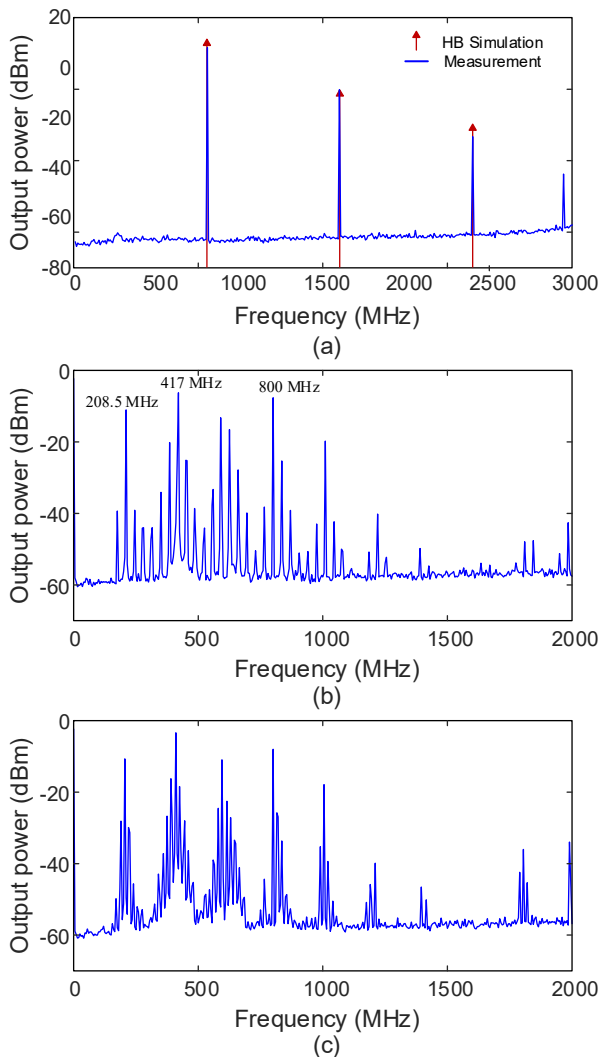 20
0
-20
-40
-60
-80
Output power (dBm)
HB Simulation
Measurement
500 1000 1500 2000 2500 3000
Frequency (MHz)
(a)
0
-20
-40
-60
Output power (dBm)
208.5 MHz
417 MHz
800 MHz
0 500 1000 1500 2000
Frequency (MHz)
(b)
0
-20
-40
-60
Output power (dBm)
0 500 1000 1500 2000
Frequency (MHz)
(c)